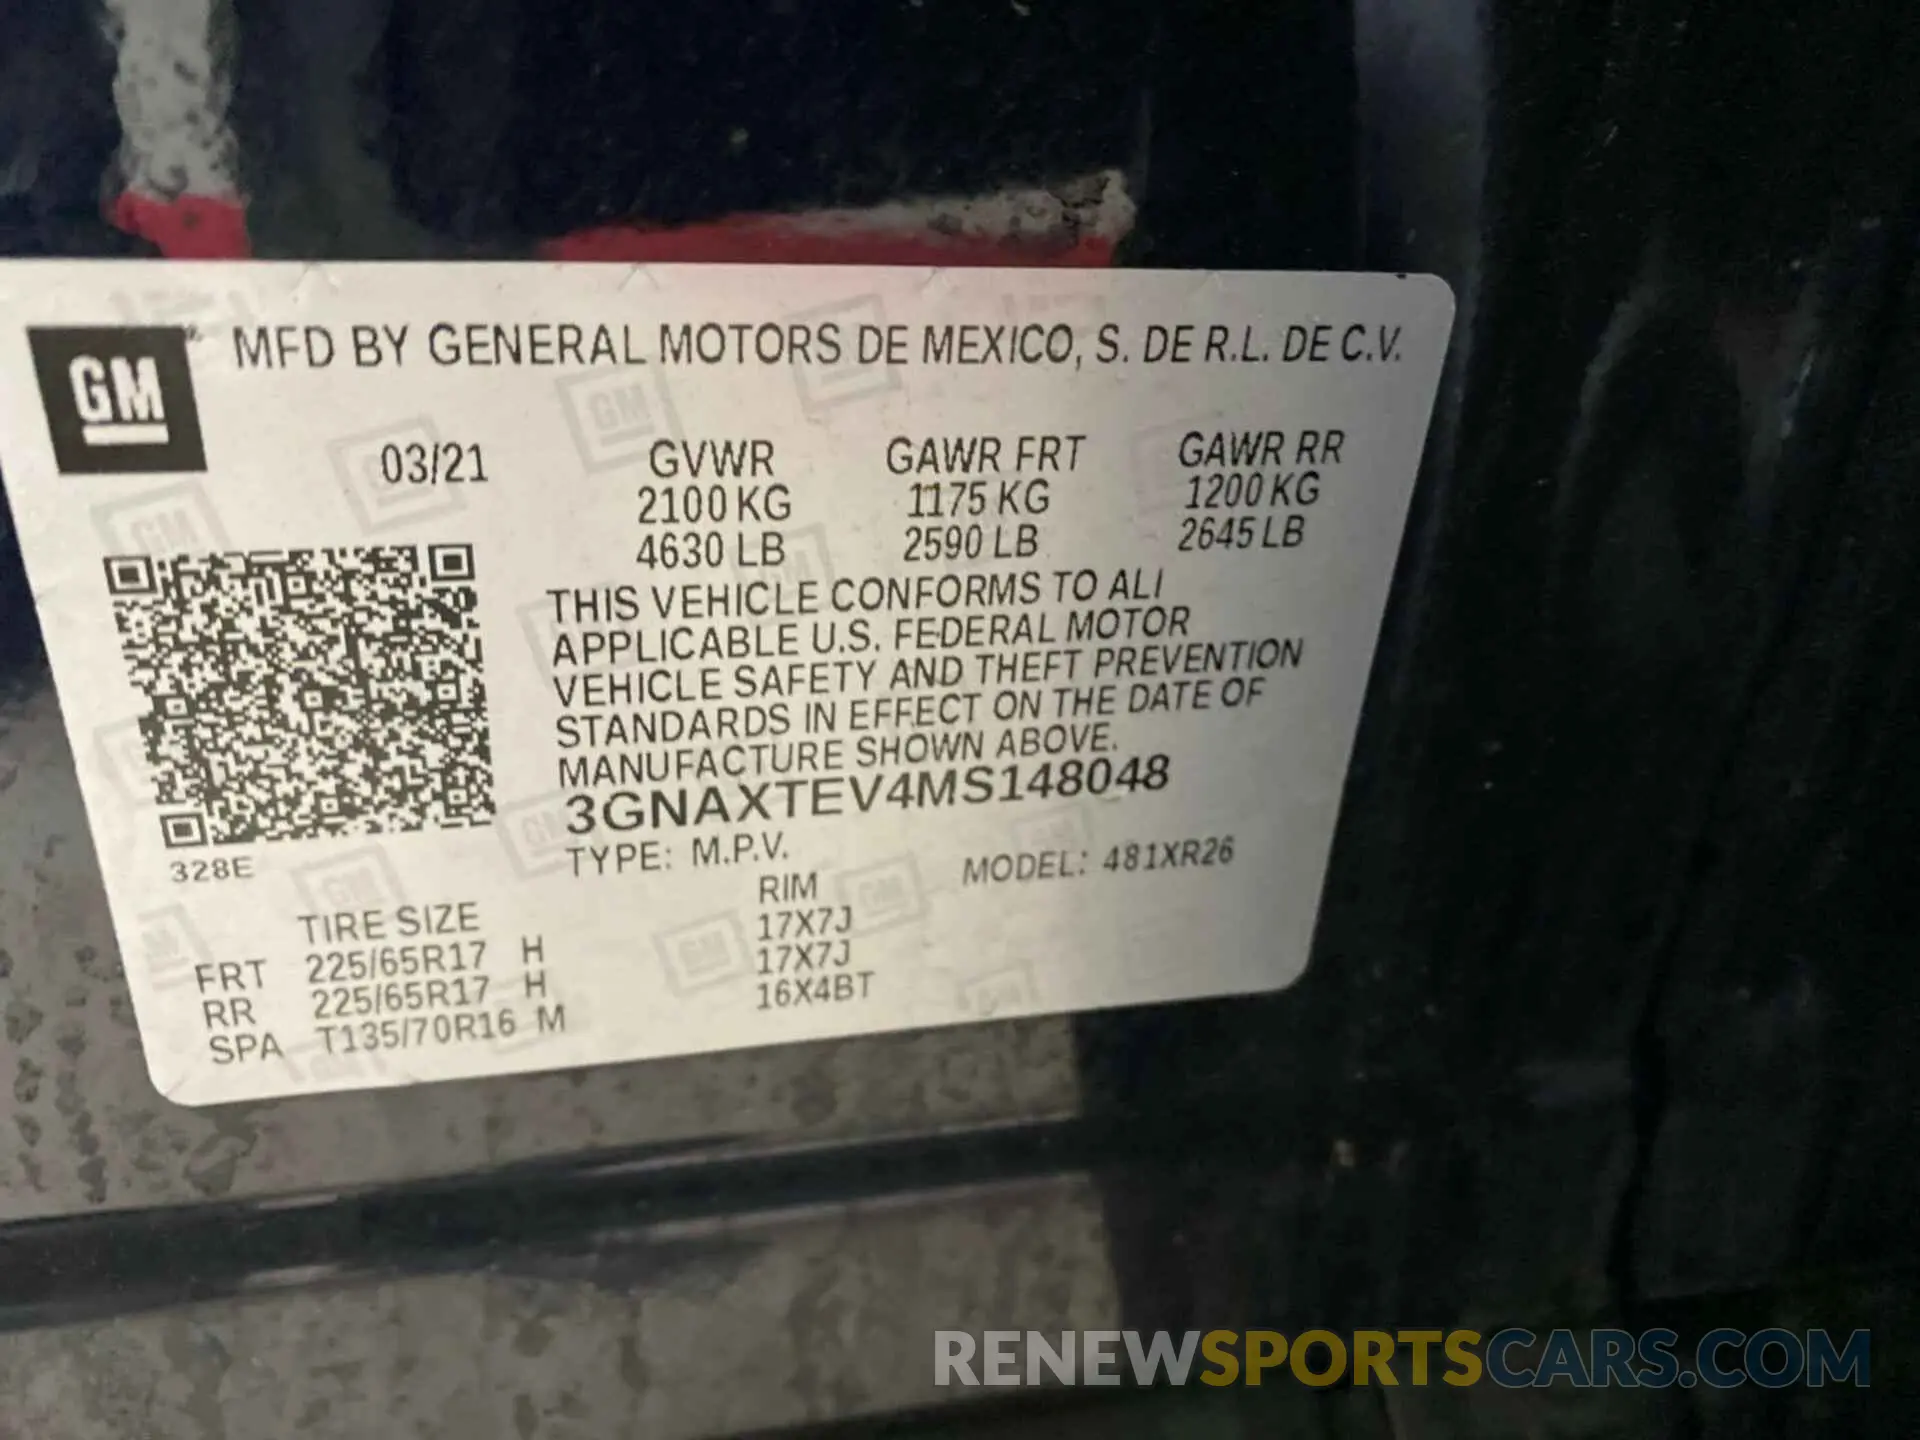 GM
MFD BY GENERAL MOTORS DE MEXICO, S. DE R.L. DE C.V.
03/21 GVWR GAWR FRT GAWR RR
2100 KG 1175 KG 1200 KG
4630 LB 2590 LB 2645 LB
THIS VEHICLE CONFORMS TO ALL
APPLICABLE U.S. FEDERAL MOTOR
VEHICLE SAFETY AND THEFT PREVENTION
STANDARDS IN EFFECT ON THE DATE OF
MANUFACTURE SHOWN ABOVE.
3GNAXTEV4MS148048
328E TYPE: M.P.V. MODEL: 481XR26
TIRE SIZE RIM
FRT 225/65R17 H 17X7J
RR 225/65R17 H 17X7J
SPA T135/70R16 M 16X4BT
RENEWSPORTSCARS.COM